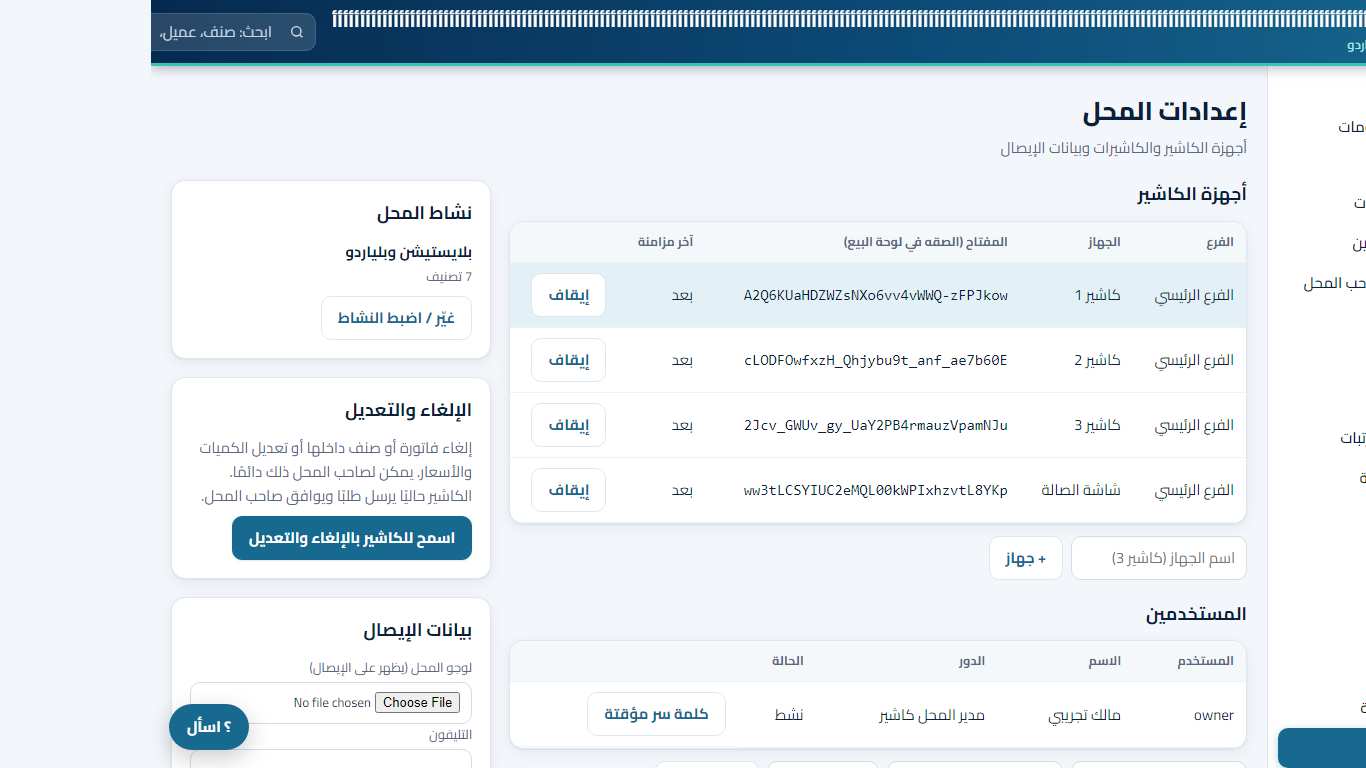 ابحث: صنف، عميل،
إعدادات المحل
أجهزة الكاشير والكاشيرات وبيانات الإيصال
أجهزة الكاشير
الفرع الجهاز المفتاح (الصقه في لوحة البيع) آخر مزامنة
الفرع الرئيسي كاشير 1 A2Q6KUaHDZWZsNXo6vv4vWWQ-zFPJkow بعد إيقاف
الفرع الرئيسي كاشير 2 cLODFOwfxzH_Qhjybu9t_anf_ae7b60E بعد إيقاف
الفرع الرئيسي كاشير 3 2Jcv_GWUv_gy_UaY2PB4rmauzVpamNJu بعد إيقاف
الفرع الرئيسي شاشة الصالة ww3tLCSYIUC2eMQL00kWPIxhzvtL8YKp بعد إيقاف
اسم الجهاز (كاشير 3) + جهاز
المستخدمين
المستخدم الاسم الدور الحالة
owner مالك تجريبي مدير المحل كاشير نشط كلمة سر مؤقتة
نشاط المحل
بلايستيشن وبلياردو
7 تصنيف
غيّر / اضبط النشاط
الإلغاء والتعديل
إلغاء فاتورة أو صنف داخلها أو تعديل الكميات
والأسعار. يمكن لصاحب المحل ذلك دائمًا.
الكاشير حاليًا يرسل طلبًا ويوافق صاحب المحل.
اسمح للكاشير بالإلغاء والتعديل
بيانات الإيصال
لوجو المحل (يظهر على الإيصال)
Choose File No file chosen
التليفون
؟ اسأل